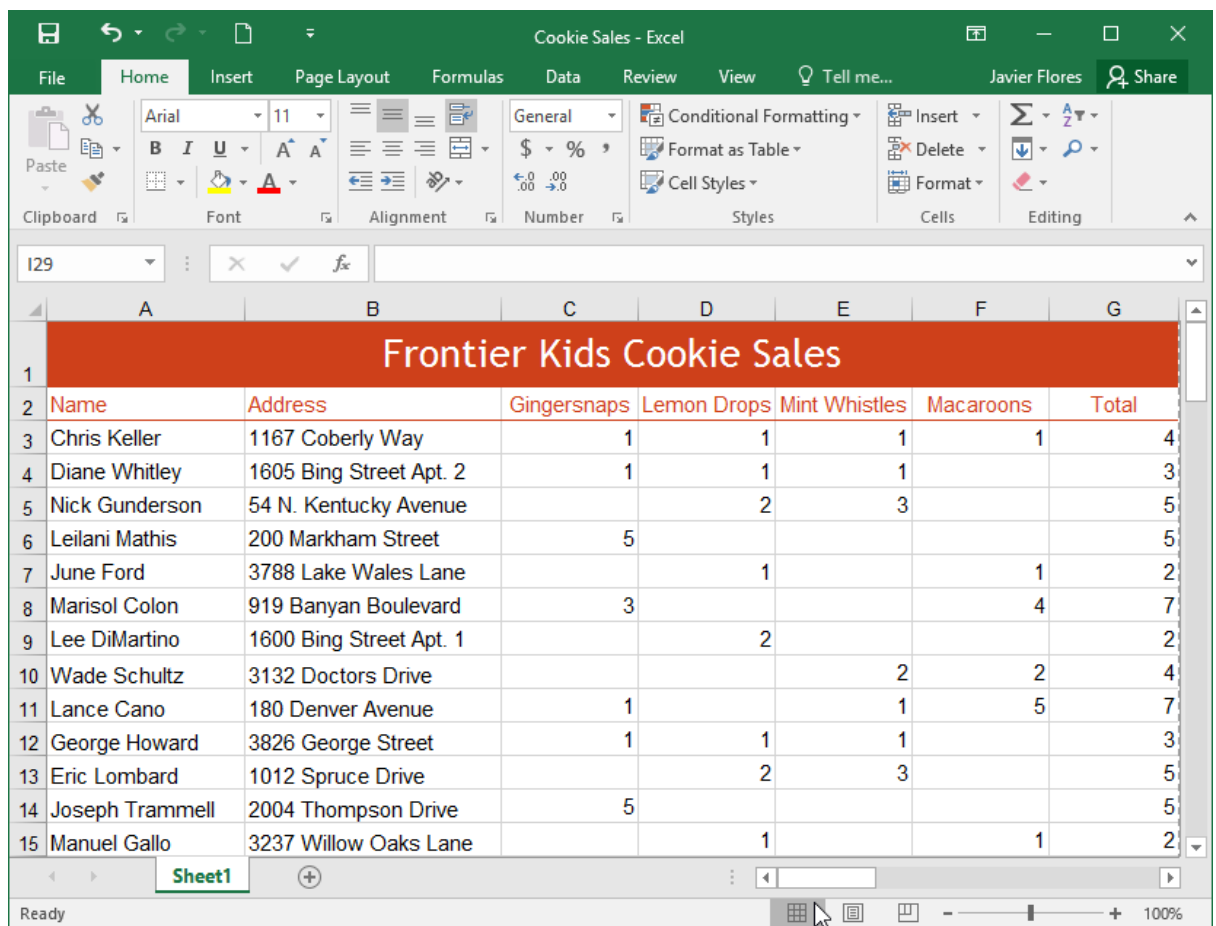 Cookie Sales - Excel
File Home Insert Page Layout Formulas Data Review View Tell me... Javier Flores Share
Paste Arial 11 General Conditional Formatting Insert
B I U A A $ % , Format as Table Delete
A .00 .0 Cell Styles Format
Clipboard Font Alignment Number Styles Cells Editing
I29 fx
A B C D E F G
1 Frontier Kids Cookie Sales
2 Name Address Gingersnaps Lemon Drops Mint Whistles Macaroons Total
3 Chris Keller 1167 Coberly Way 1 1 1 1 4
4 Diane Whitley 1605 Bing Street Apt. 2 1 1 1 3
5 Nick Gunderson 54 N. Kentucky Avenue 2 3 5
6 Leilani Mathis 200 Markham Street 5 5
7 June Ford 3788 Lake Wales Lane 1 1 2
8 Marisol Colon 919 Banyan Boulevard 3 4 7
9 Lee DiMartino 1600 Bing Street Apt. 1 2 2
10 Wade Schultz 3132 Doctors Drive 2 2 4
11 Lance Cano 180 Denver Avenue 1 1 5 7
12 George Howard 3826 George Street 1 1 1 3
13 Eric Lombard 1012 Spruce Drive 2 3 5
14 Joseph Trammell 2004 Thompson Drive 5 5
15 Manuel Gallo 3237 Willow Oaks Lane 1 1 2
Sheet1
Ready 100%